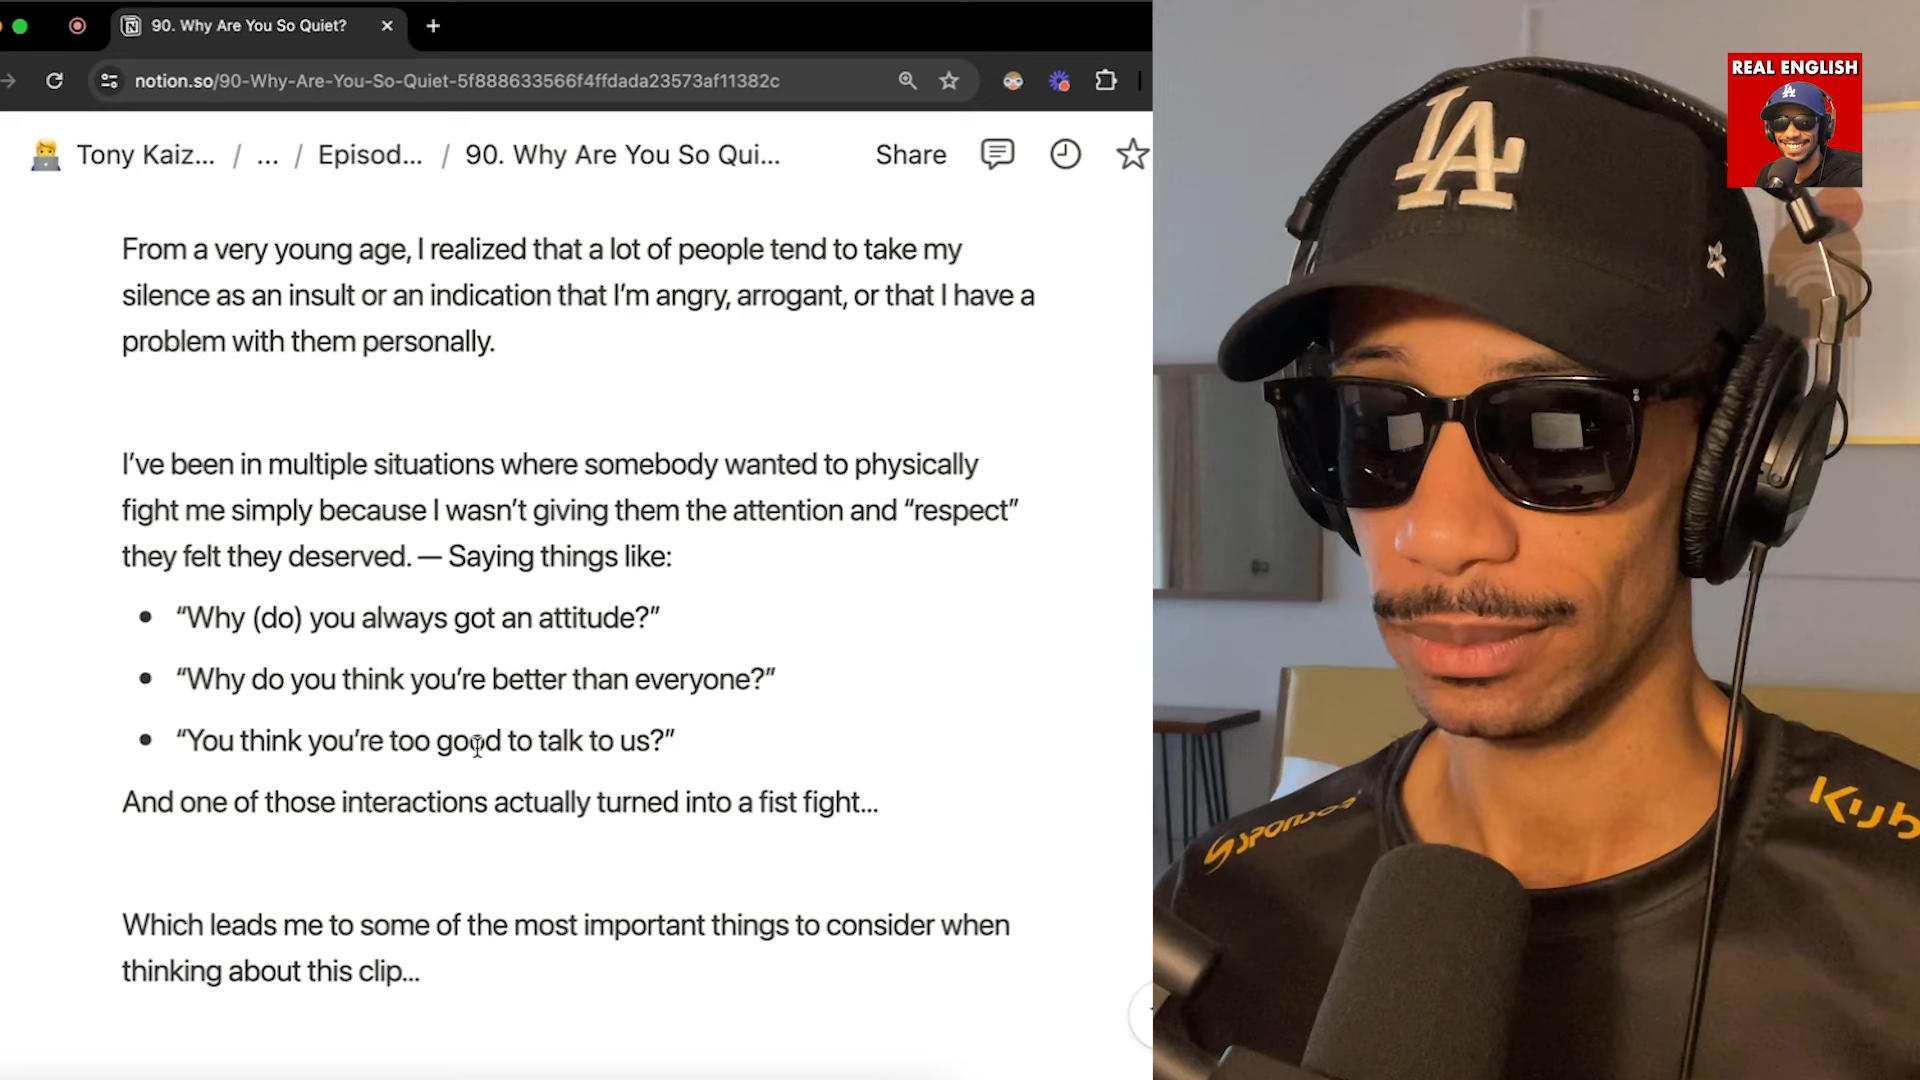 90. Why Are You So Quiet?
notion.so/90-Why-Are-You-So-Quiet-5f888633566f4ffdada23573af11382c
Tony Kaiz... / ... / Episod... / 90. Why Are You So Qui... Share
From a very young age, I realized that a lot of people tend to take my
silence as an insult or an indication that I’m angry, arrogant, or that I have a
problem with them personally.
I’ve been in multiple situations where somebody wanted to physically
fight me simply because I wasn’t giving them the attention and “respect”
they felt they deserved. — Saying things like:
• “Why (do) you always got an attitude?”
• “Why do you think you’re better than everyone?”
• “You think you’re too good to talk to us?”
And one of those interactions actually turned into a fist fight...
Which leads me to some of the most important things to consider when
thinking about this clip...
REAL ENGLISH
LA
LA
SPONSOR
Kub